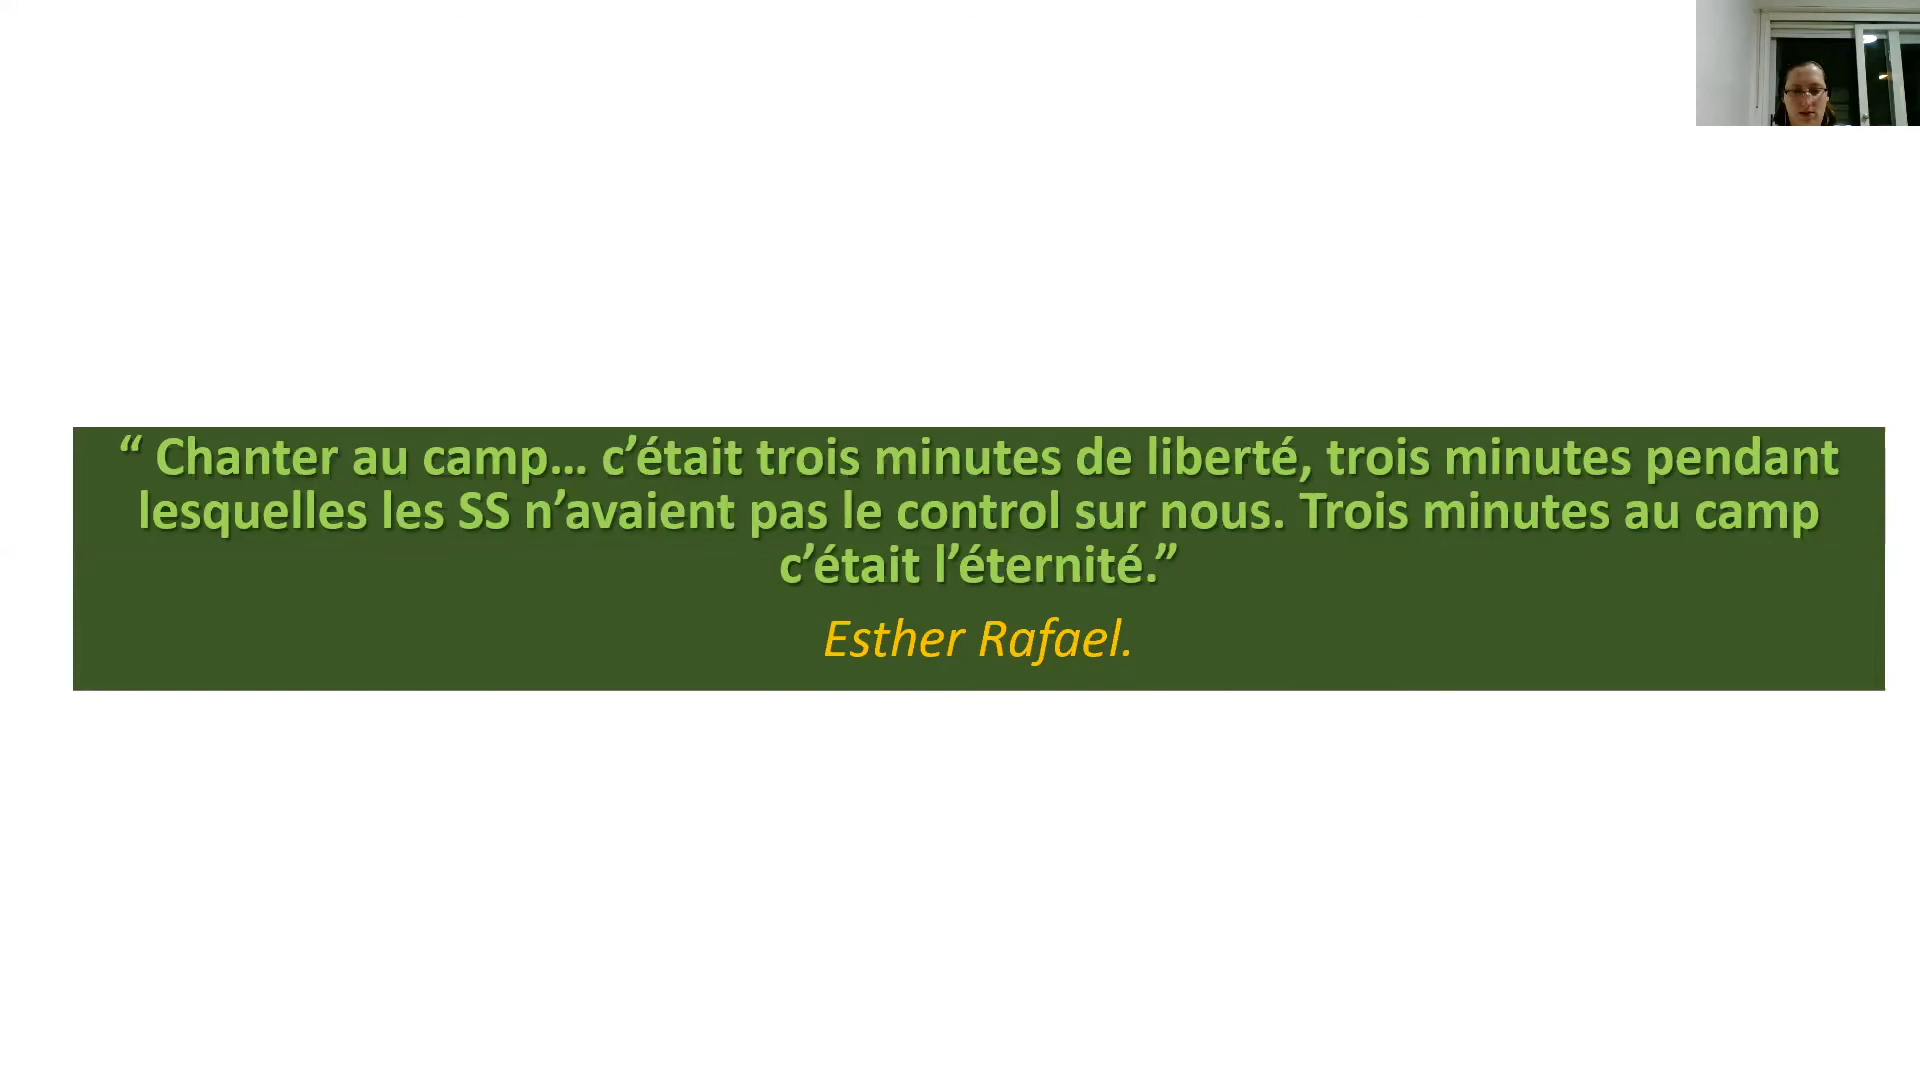 “ Chanter au camp... c’était trois minutes de liberté, trois minutes pendant
lesquelles les SS n’avaient pas le control sur nous. Trois minutes au camp
c’était l’éternité.”
Esther Rafael.